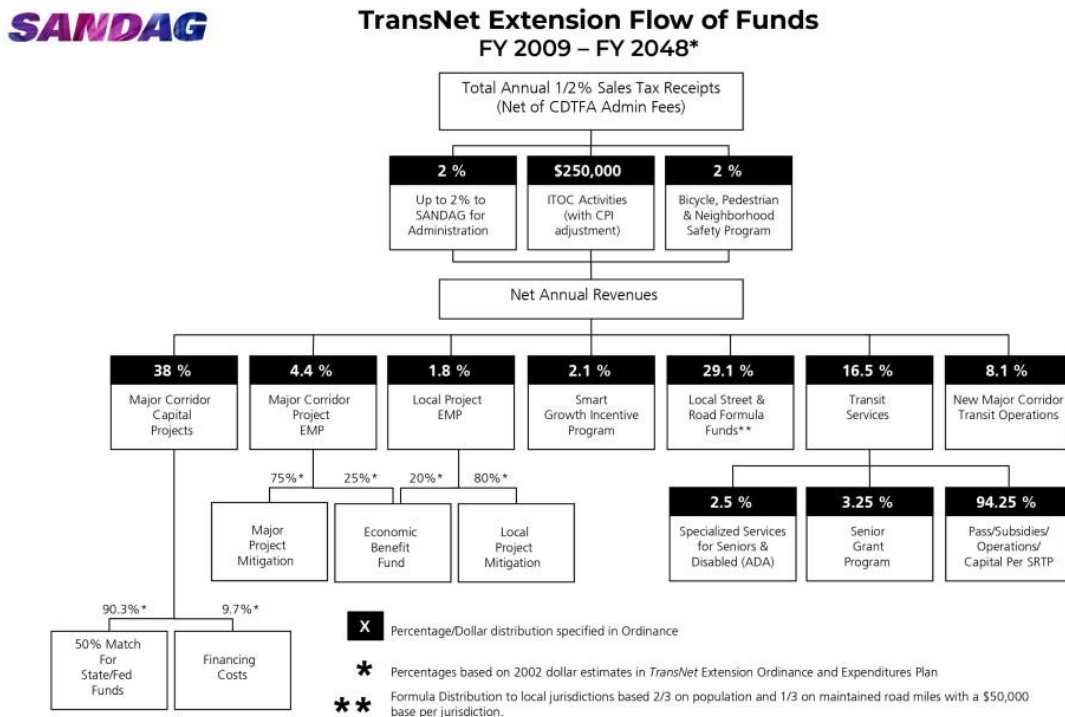 SANDAG
TransNet Extension Flow of Funds
FY 2009 – FY 2048*
Total Annual 1/2% Sales Tax Receipts
(Net of CDTFA Admin Fees)
2 %
Up to 2% to
SANDAG for
Administration
$250,000
ITOC Activities
(with CPI
adjustment)
2 %
Bicycle, Pedestrian
& Neighborhood
Safety Program
Net Annual Revenues
38 %
Major Corridor
Capital
Projects
4.4 %
Major Corridor
Project
EMP
1.8 %
Local Project
EMP
2.1 %
Smart
Growth Incentive
Program
29.1 %
Local Street &
Road Formula
Funds**
16.5 %
Transit
Services
8.1 %
New Major Corridor
Transit Operations
75%*
25%*
20%*
80%*
Major
Project
Mitigation
Economic
Benefit
Fund
Local
Project
Mitigation
2.5 %
Specialized Services
for Seniors &
Disabled (ADA)
3.25 %
Senior
Grant
Program
94.25 %
Pass/Subsidies/
Operations/
Capital Per SRTP
90.3%*
9.7%*
50% Match
For
State/Fed
Funds
Financing
Costs
X Percentage/Dollar distribution specified in Ordinance
* Percentages based on 2002 dollar estimates in TransNet Extension Ordinance and Expenditures Plan
** Formula Distribution to local jurisdictions based 2/3 on population and 1/3 on maintained road miles with a $50,000
base per jurisdiction.